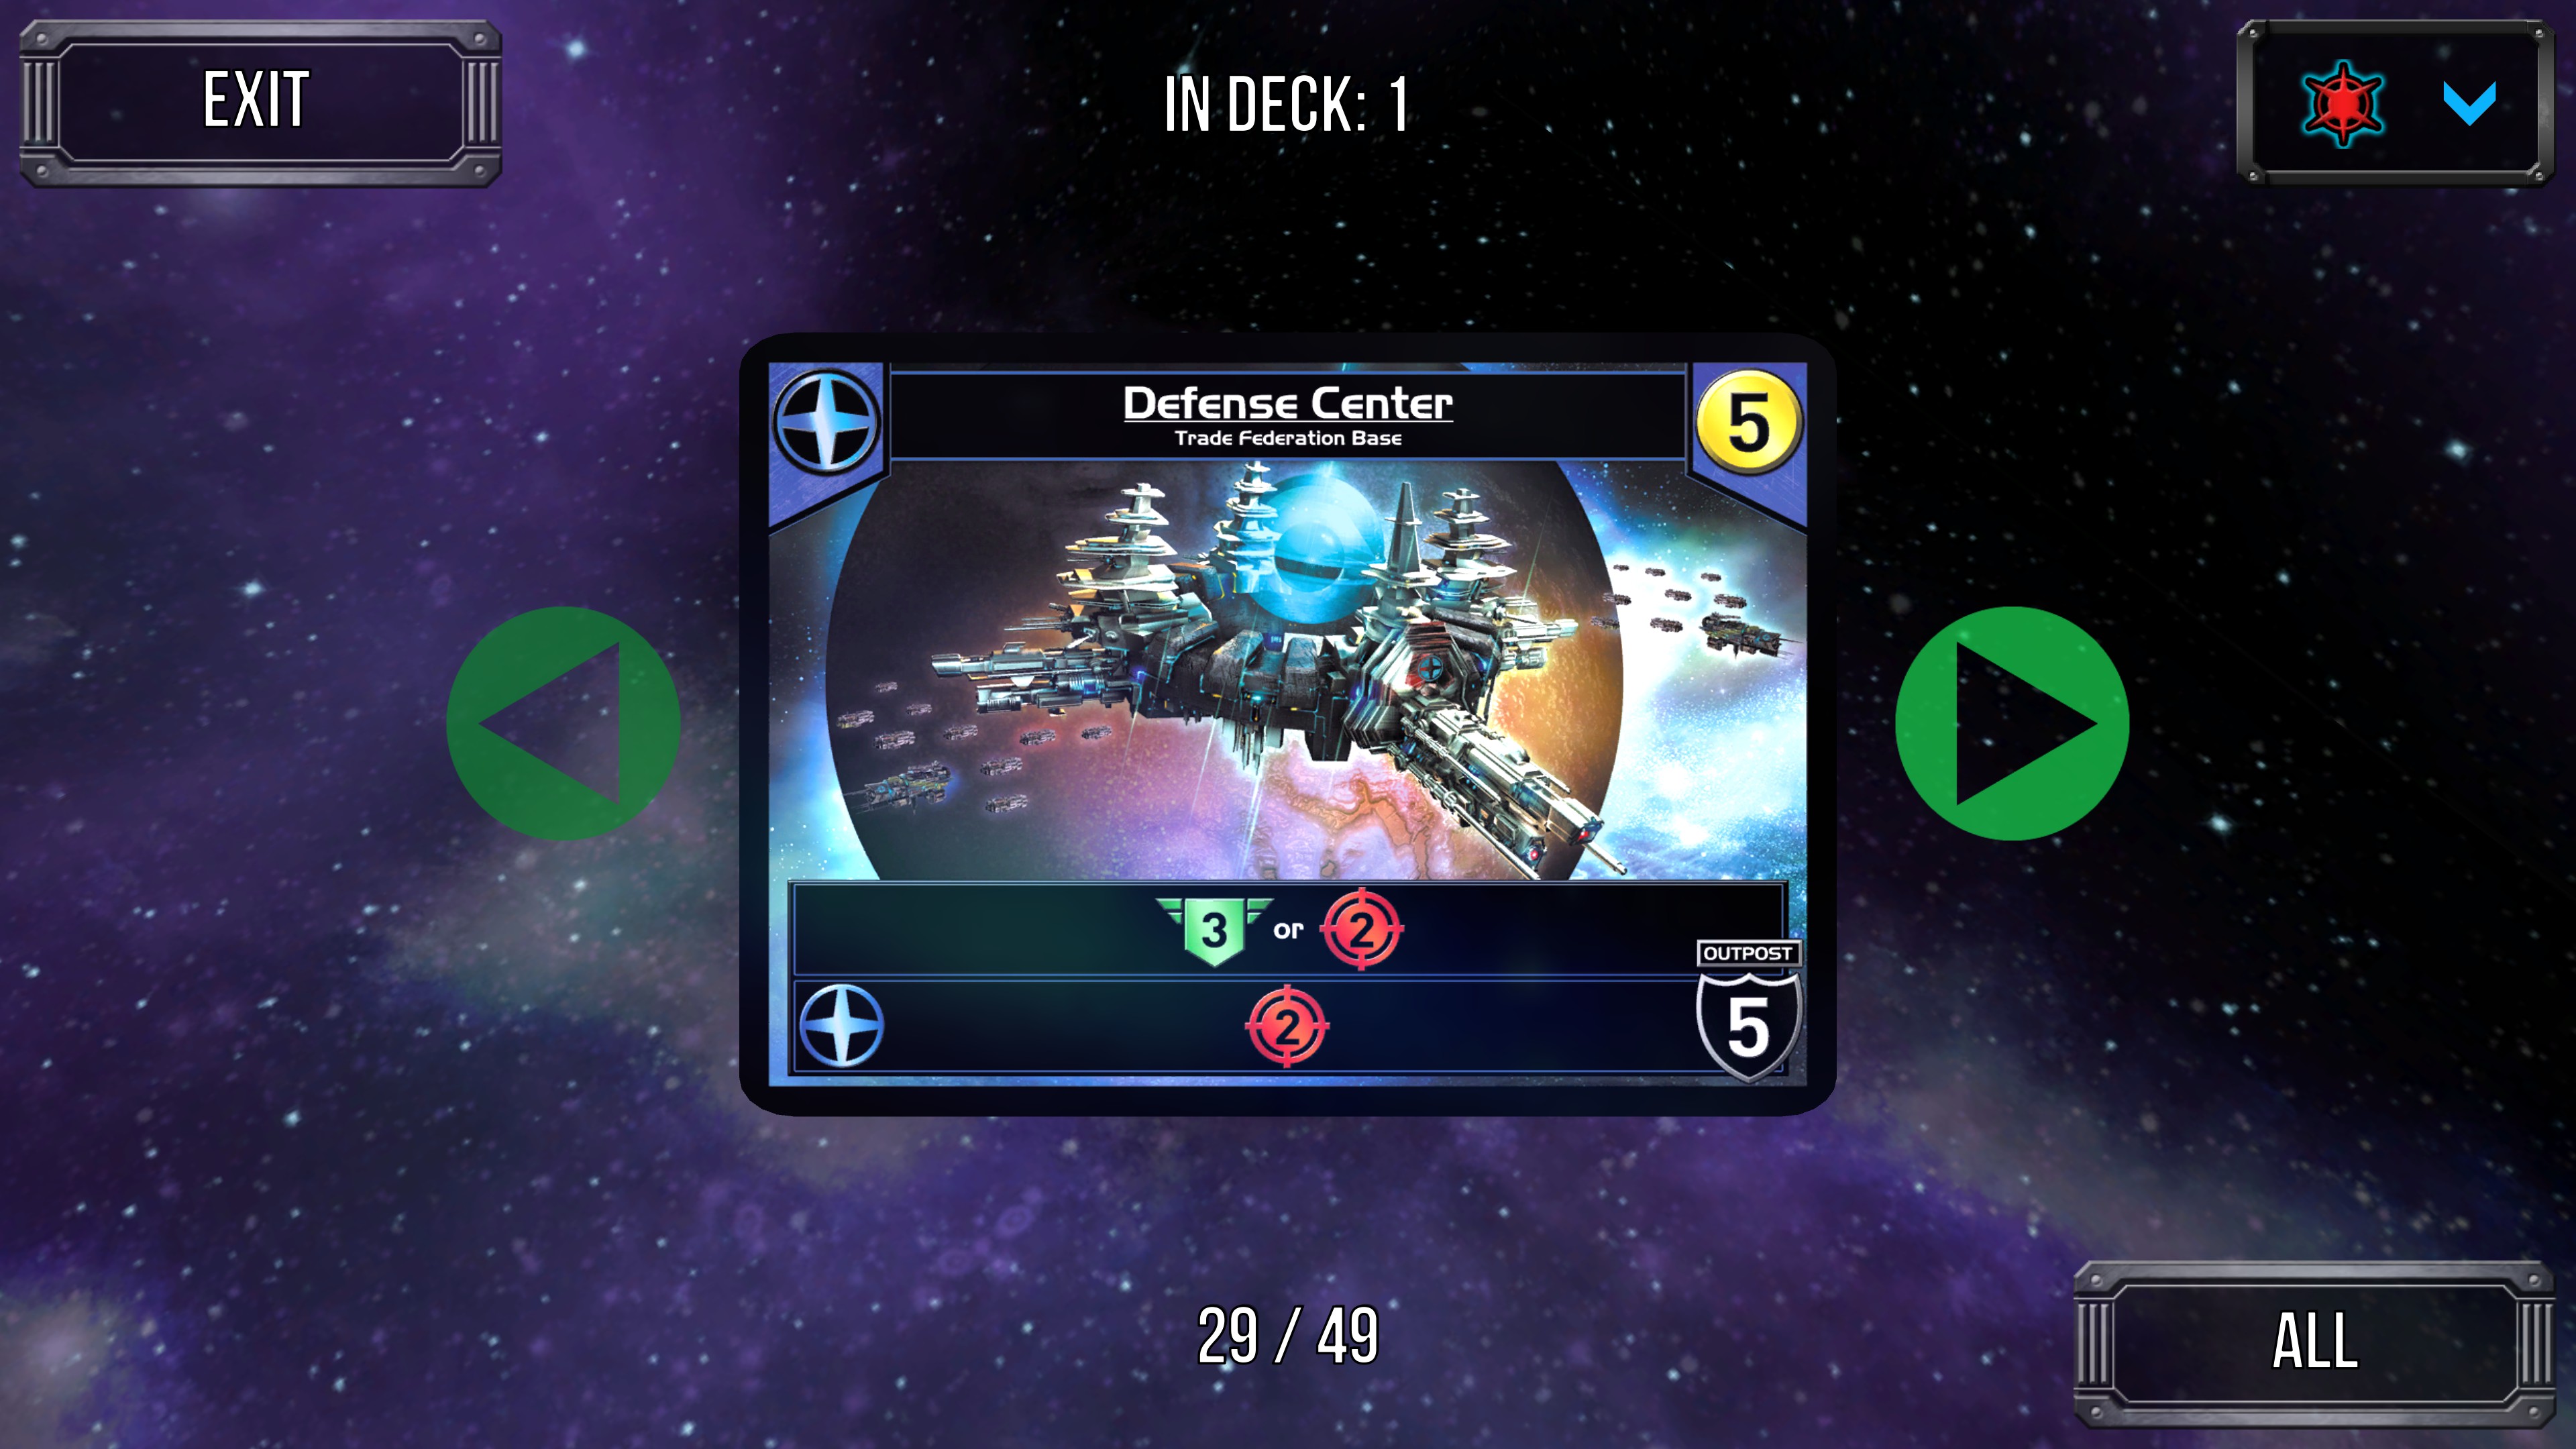 EXIT
IN DECK: 1
Defense Center
5
Trade Federation Base
3 or 2
OUTPOST
2
5
29 / 49
ALL